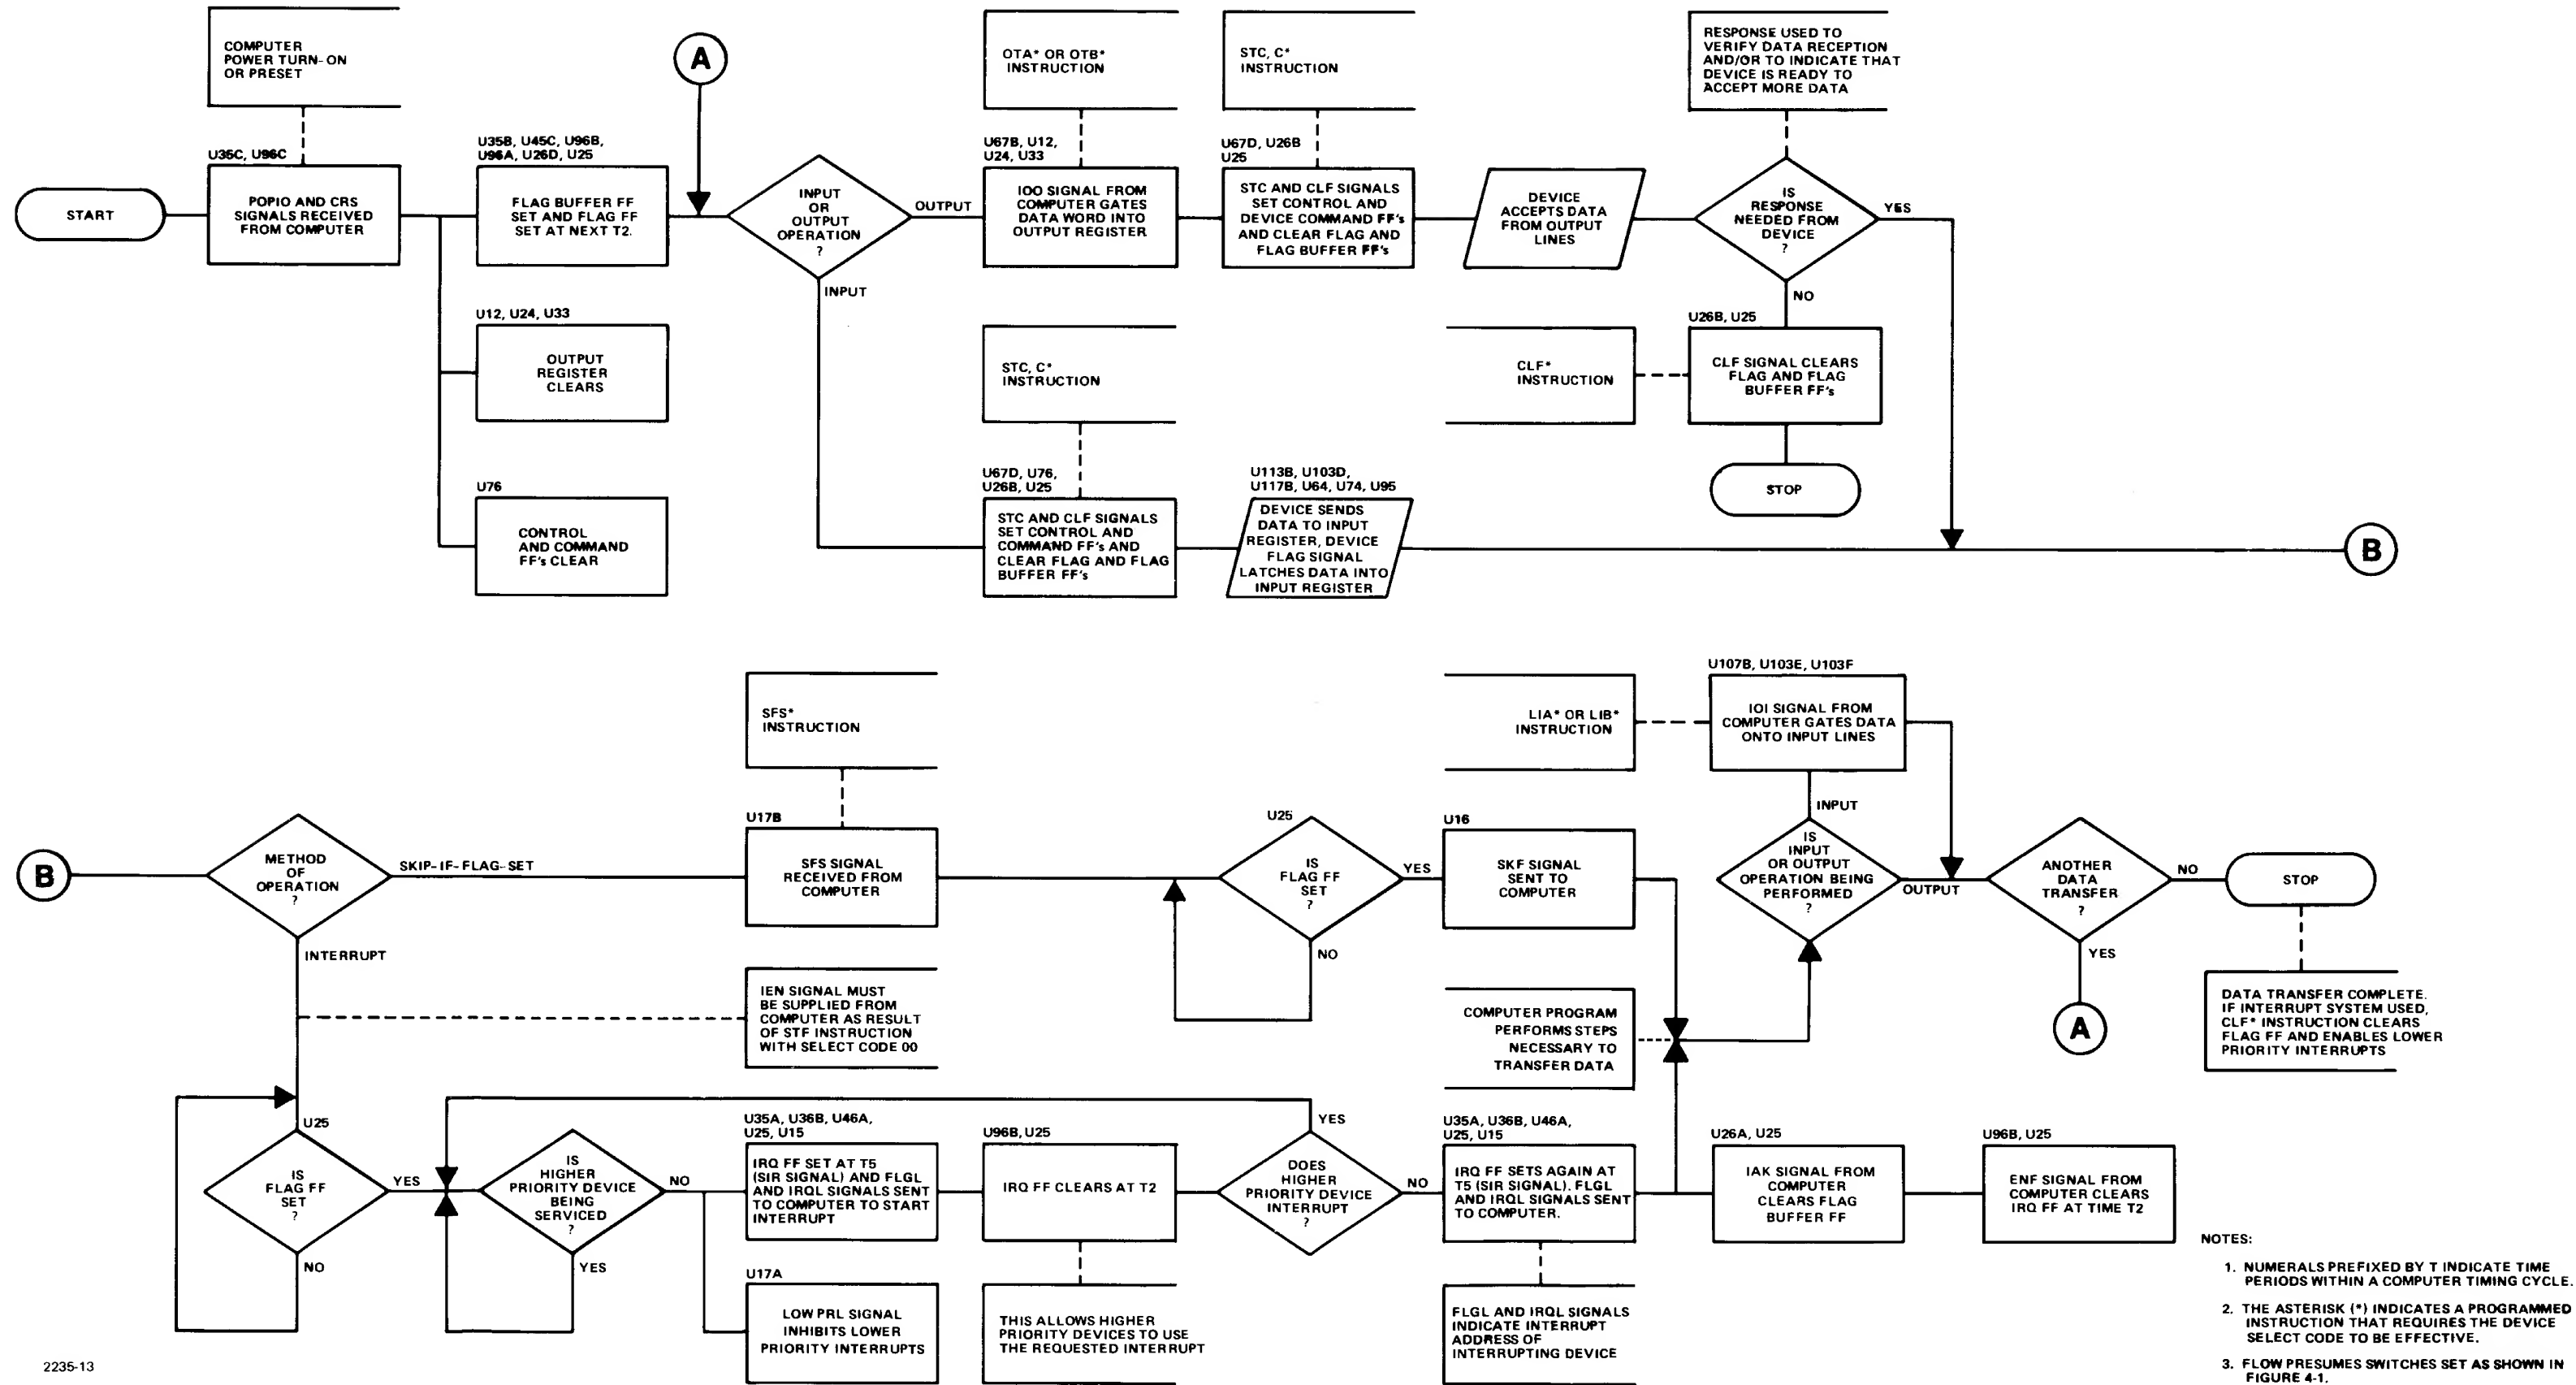 COMPUTER
POWER TURN-ON
OR PRESET
A
OTA* OR OTB*
INSTRUCTION
STC, C*
INSTRUCTION
RESPONSE USED TO
VERIFY DATA RECEPTION
AND/OR TO INDICATE THAT
DEVICE IS READY TO
ACCEPT MORE DATA
START
U35C, U96C
POPIO AND CRS
SIGNALS RECEIVED
FROM COMPUTER
U35B, U45C, U96B,
U96A, U26D, U25
FLAG BUFFER FF
SET AND FLAG FF
SET AT NEXT T2.
INPUT
OR
OUTPUT
OPERATION
?
OUTPUT
INPUT
U67B, U12,
U24, U33
IOO SIGNAL FROM
COMPUTER GATES
DATA WORD INTO
OUTPUT REGISTER
U67D, U26B
U25
STC AND CLF SIGNALS
SET CONTROL AND
DEVICE COMMAND FF's
AND CLEAR FLAG AND
FLAG BUFFER FF's
DEVICE
ACCEPTS DATA
FROM OUTPUT
LINES
IS
RESPONSE
NEEDED FROM
DEVICE
?
YES
NO
U12, U24, U33
OUTPUT
REGISTER
CLEARS
STC, C*
INSTRUCTION
CLF*
INSTRUCTION
U26B, U25
CLF SIGNAL CLEARS
FLAG AND FLAG
BUFFER FF's
STOP
U76
CONTROL
AND COMMAND
FF's CLEAR
U67D, U76,
U26B, U25
STC AND CLF SIGNALS
SET CONTROL AND
COMMAND FF's AND
CLEAR FLAG AND FLAG
BUFFER FF's
U113B, U103D,
U117B, U64, U74, U95
DEVICE SENDS
DATA TO INPUT
REGISTER, DEVICE
FLAG SIGNAL
LATCHES DATA INTO
INPUT REGISTER
B
SFS*
INSTRUCTION
LIA* OR LIB*
INSTRUCTION
U107B, U103E, U103F
IOI SIGNAL FROM
COMPUTER GATES DATA
ONTO INPUT LINES
INPUT
B
METHOD
OF
OPERATION
?
SKIP-IF-FLAG-SET
INTERRUPT
U17B
SFS SIGNAL
RECEIVED FROM
COMPUTER
U25
IS
FLAG FF
SET
?
YES
NO
U16
SKF SIGNAL
SENT TO
COMPUTER
IS
INPUT
OR OUTPUT
OPERATION BEING
PERFORMED
?
OUTPUT
ANOTHER
DATA
TRANSFER
?
NO
YES
STOP
A
DATA TRANSFER COMPLETE.
IF INTERRUPT SYSTEM USED,
CLF* INSTRUCTION CLEARS
FLAG FF AND ENABLES LOWER
PRIORITY INTERRUPTS
IEN SIGNAL MUST
BE SUPPLIED FROM
COMPUTER AS RESULT
OF STF INSTRUCTION
WITH SELECT CODE 00
COMPUTER PROGRAM
PERFORMS STEPS
NECESSARY TO
TRANSFER DATA
U25
IS
FLAG FF
SET
?
YES
NO
IS
HIGHER
PRIORITY DEVICE
BEING
SERVICED
?
NO
YES
U35A, U36B, U46A,
U25, U15
IRQ FF SET AT T5
(SIR SIGNAL) AND FLGL
AND IRQL SIGNALS SENT
TO COMPUTER TO START
INTERRUPT
U96B, U25
IRQ FF CLEARS AT T2
YES
DOES
HIGHER
PRIORITY DEVICE
INTERRUPT
?
NO
U35A, U36B, U46A,
U25, U15
IRQ FF SETS AGAIN AT
T5 (SIR SIGNAL). FLGL
AND IRQL SIGNALS SENT
TO COMPUTER.
U26A, U25
IAK SIGNAL FROM
COMPUTER
CLEARS FLAG
BUFFER FF
U96B, U25
ENF SIGNAL FROM
COMPUTER CLEARS
IRQ FF AT TIME T2
U17A
LOW PRL SIGNAL
INHIBITS LOWER
PRIORITY INTERRUPTS
THIS ALLOWS HIGHER
PRIORITY DEVICES TO USE
THE REQUESTED INTERRUPT
FLGL AND IRQL SIGNALS
INDICATE INTERRUPT
ADDRESS OF
INTERRUPTING DEVICE
NOTES:
1. NUMERALS PREFIXED BY T INDICATE TIME
PERIODS WITHIN A COMPUTER TIMING CYCLE.
2. THE ASTERISK (*) INDICATES A PROGRAMMED
INSTRUCTION THAT REQUIRES THE DEVICE
SELECT CODE TO BE EFFECTIVE.
3. FLOW PRESUMES SWITCHES SET AS SHOWN IN
FIGURE 4-1.
2235-13